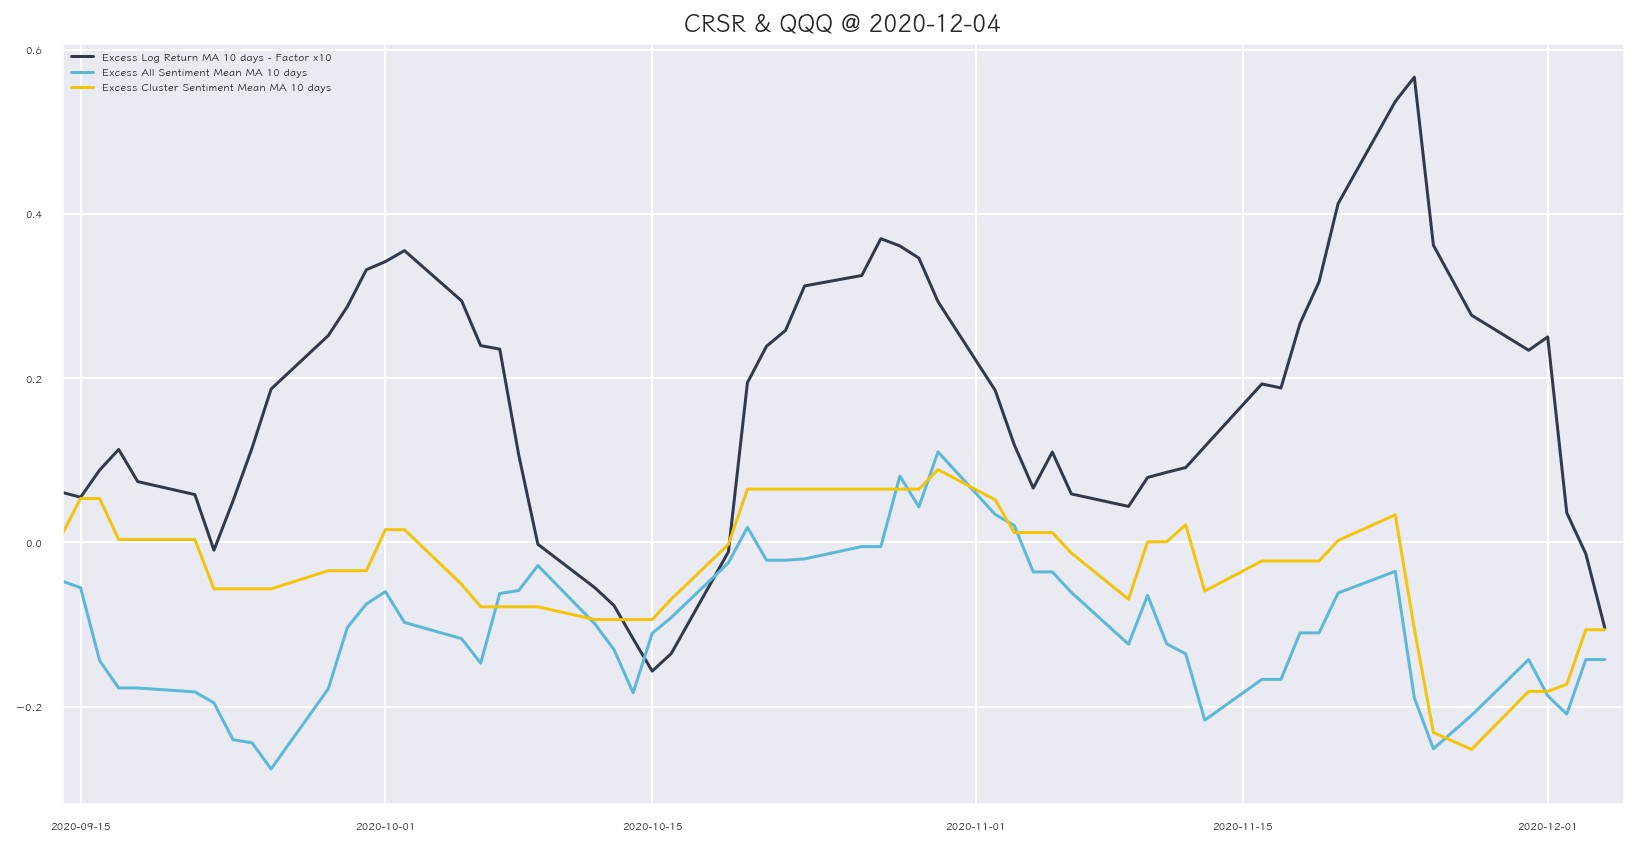 CRSR & QQQ @ 2020-12-04
Excess Log Return MA 10 days - Factor x10
Excess All Sentiment Mean MA 10 days
Excess Cluster Sentiment Mean MA 10 days
0.6
0.4
0.2
0.0
−0.2
2020-09-15 2020-10-01 2020-10-15 2020-11-01 2020-11-15 2020-12-01